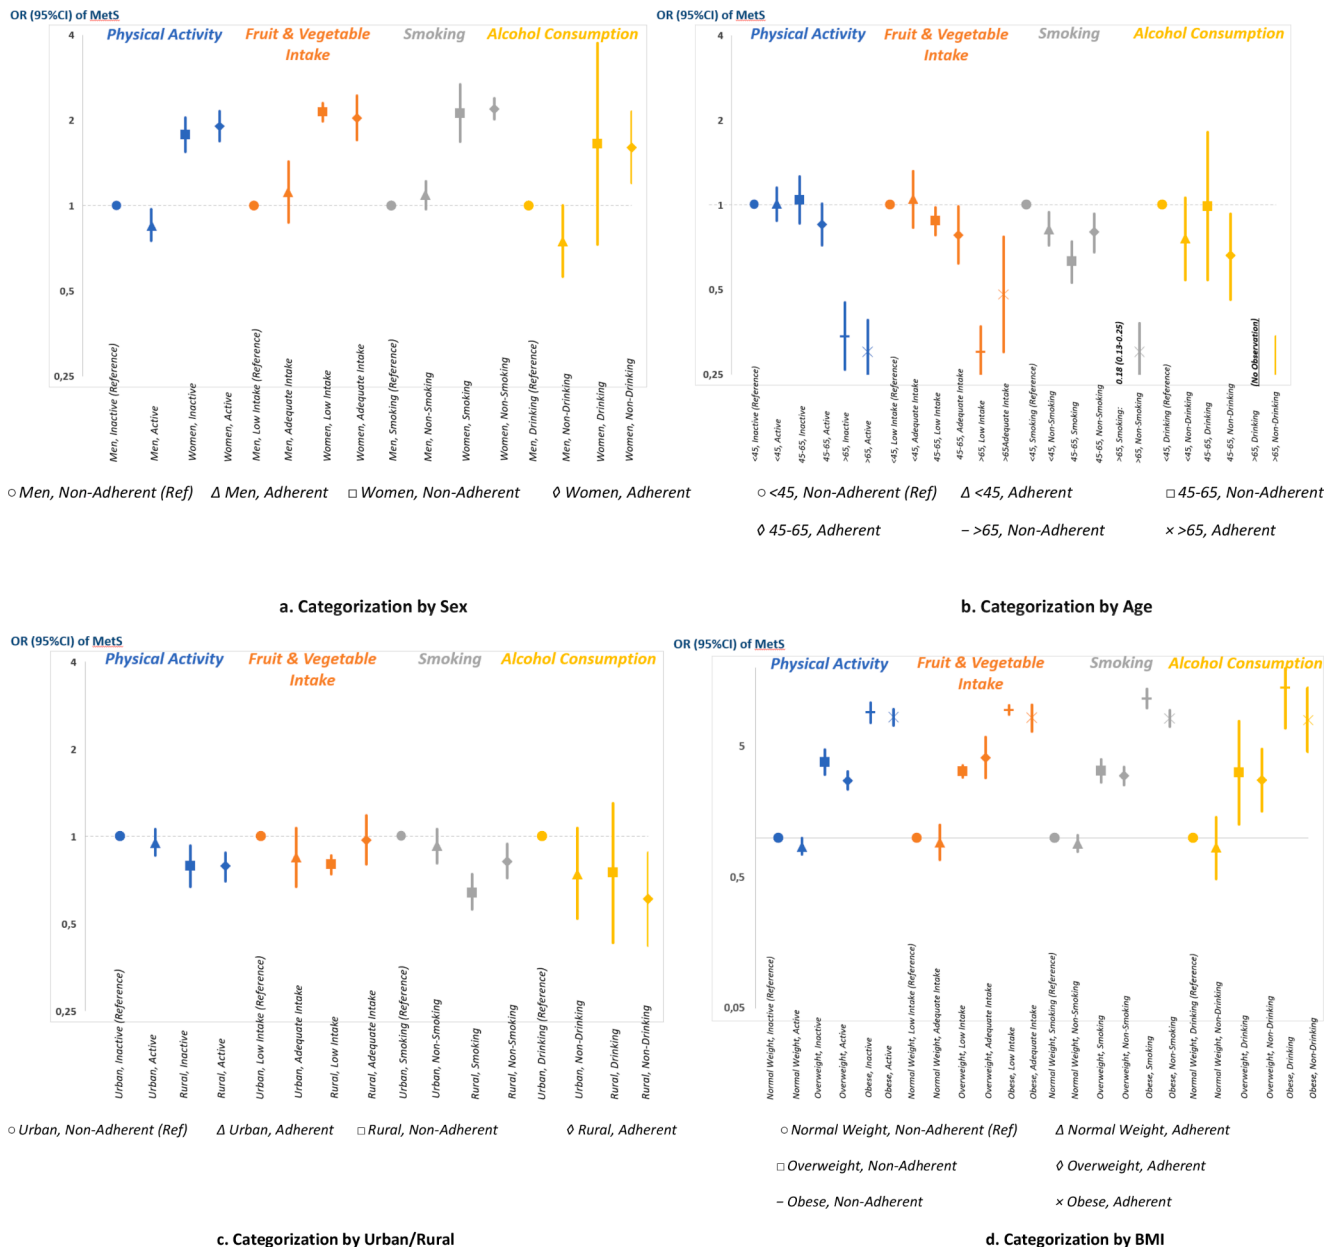 OR (95%CI) of MetS
Physical Activity
Fruit & Vegetable
Intake
Smoking
Alcohol Consumption
4
2
1
0,5
0,25
Men, Inactive (Reference)
Men, Active
Women, Inactive
Women, Active
Men, Low Intake (Reference)
Men, Adequate Intake
Women, Low Intake
Women, Adequate Intake
Men, Smoking (Reference)
Men, Non-Smoking
Women, Smoking
Women, Non-Smoking
Men, Drinking (Reference)
Men, Non-Drinking
Women, Drinking
Women, Non-Drinking
○ Men, Non-Adherent (Ref)
Δ Men, Adherent
□ Women, Non-Adherent
◊ Women, Adherent
a. Categorization by Sex
OR (95%CI) of MetS
Physical Activity
Fruit & Vegetable
Intake
Smoking
Alcohol Consumption
4
2
1
0,5
0,25
<45, Inactive (Reference)
<45, Active
45-65, Inactive
45-65, Active
>65, Inactive
>65, Active
<45, Low Intake (Reference)
<45, Adequate Intake
45-65, Low Intake
45-65, Adequate Intake
>65, Low Intake
>65Adequate Intake
<45, Smoking (Reference)
<45, Non-Smoking
45-65, Smoking
45-65, Non-Smoking
>65, Smoking:
0.18 (0.13-0.25)
>65, Non-Smoking
<45, Drinking (Reference)
<45, Non-Drinking
45-65, Drinking
45-65, Non-Drinking
>65, Drinking
(No Observation)
>65, Non-Drinking
○ <45, Non-Adherent (Ref)
Δ <45, Adherent
□ 45-65, Non-Adherent
◊ 45-65, Adherent
− >65, Non-Adherent
× >65, Adherent
b. Categorization by Age
OR (95%CI) of MetS
Physical Activity
Fruit & Vegetable
Intake
Smoking
Alcohol Consumption
4
2
1
0,5
0,25
Urban, Inactive (Reference)
Urban, Active
Rural, Inactive
Rural, Active
Urban, Low Intake (Reference)
Urban, Adequate Intake
Rural, Low Intake
Rural, Adequate Intake
Urban, Smoking (Reference)
Urban, Non-Smoking
Rural, Smoking
Rural, Non-Smoking
Urban, Drinking (Reference)
Urban, Non-Drinking
Rural, Drinking
Rural, Non-Drinking
○ Urban, Non-Adherent (Ref)
Δ Urban, Adherent
□ Rural, Non-Adherent
◊ Rural, Adherent
c. Categorization by Urban/Rural
OR (95%CI) of MetS
Physical Activity
Fruit & Vegetable
Intake
Smoking
Alcohol Consumption
5
0,5
0,05
Normal Weight, Inactive (Reference)
Normal Weight, Active
Overweight, Inactive
Overweight, Active
Obese, Inactive
Obese, Active
Normal Weight, Low Intake (Reference)
Normal Weight, Adequate Intake
Overweight, Low Intake
Overweight, Adequate Intake
Obese, Low Intake
Obese, Adequate Intake
Normal Weight, Smoking (Reference)
Normal Weight, Non-Smoking
Overweight, Smoking
Overweight, Non-Smoking
Obese, Smoking
Obese, Non-Smoking
Normal Weight, Drinking (Reference)
Normal Weight, Non-Drinking
Overweight, Drinking
Overweight, Non-Drinking
Obese, Drinking
Obese, Non-Drinking
○ Normal Weight, Non-Adherent (Ref)
Δ Normal Weight, Adherent
□ Overweight, Non-Adherent
◊ Overweight, Adherent
− Obese, Non-Adherent
× Obese, Adherent
d. Categorization by BMI